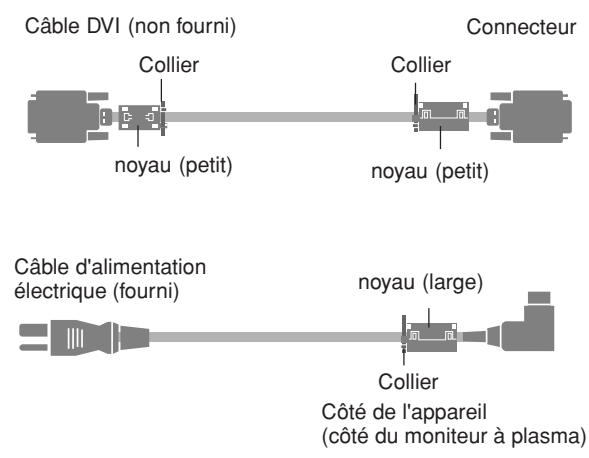 Câble DVI (non fourni)
Connecteur
Collier
Collier
noyau (petit)
noyau (petit)
Câble d'alimentation
électrique (fourni)
noyau (large)
Collier
Côté de l'appareil
(côté du moniteur à plasma)